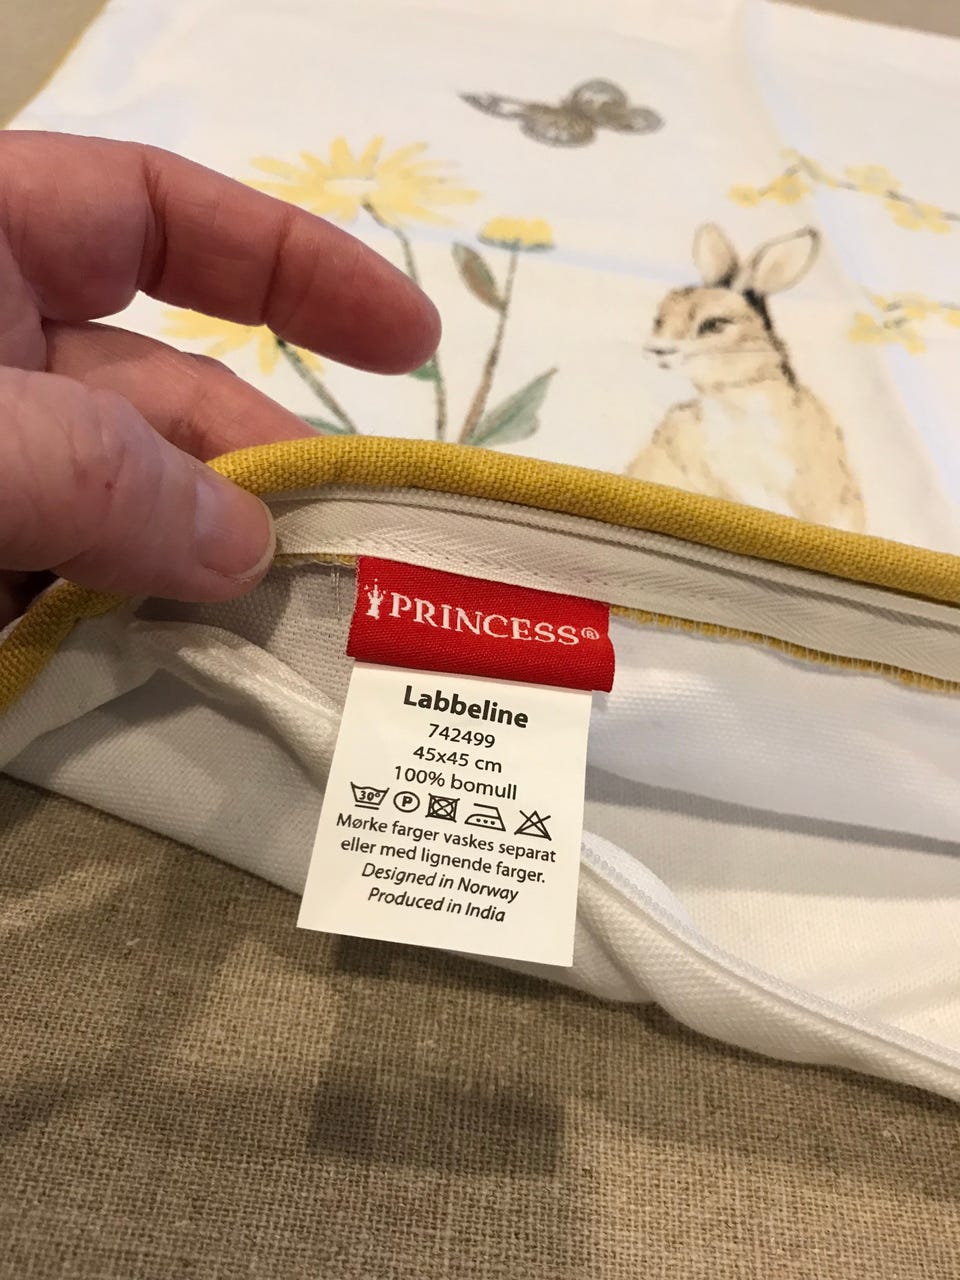 PRINCESS®
Labbeline
742499
45x45 cm
100% bomull
30° P
Mørke farger vaskes separat
eller med lignende farger.
Designed in Norway
Produced in India